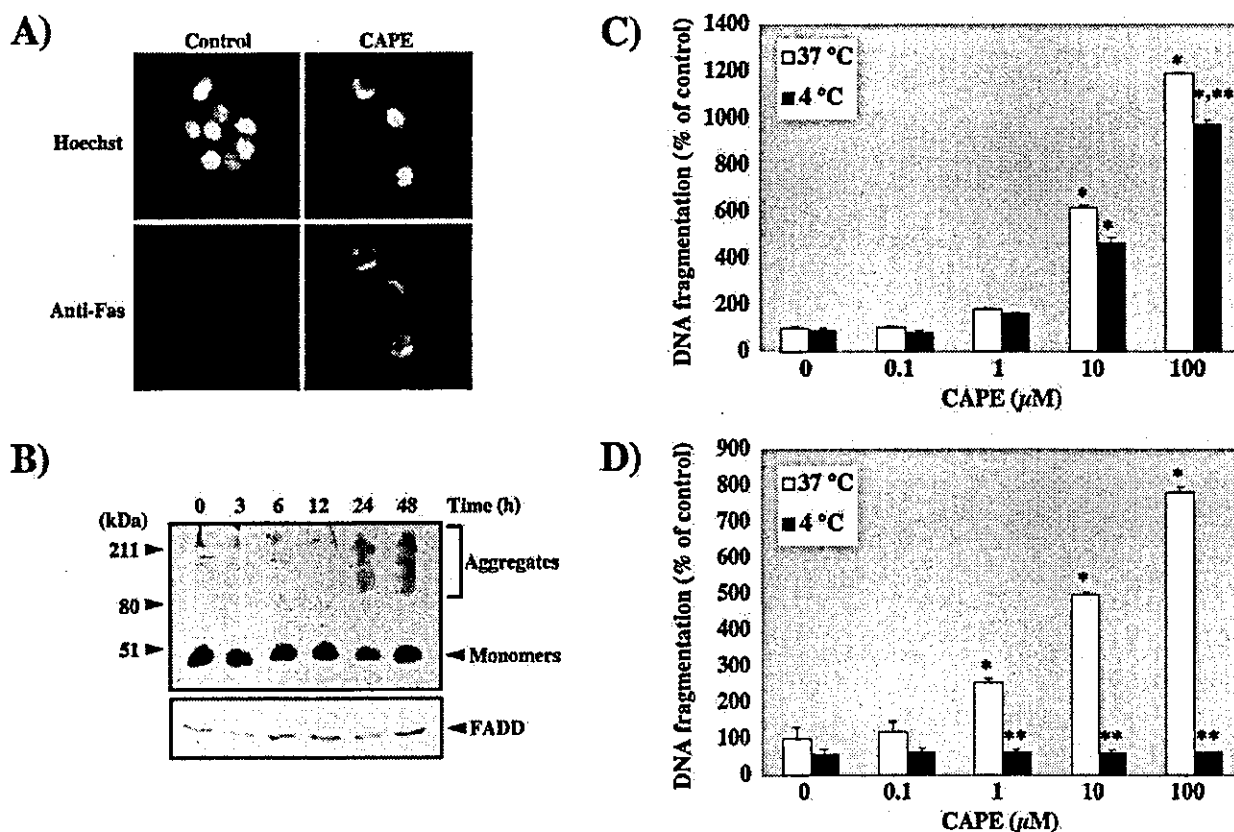 A)
Control CAPE
Hoechst
Anti-Fas
B)
0 3 6 12 24 48 Time (h)
(kDa)
211
Aggregates
80
51
Monomers
FADD
C)
DNA fragmentation (% of control)
1400
1200
1000
800
600
400
200
0
37 °C
4 °C
* * * *,**
0 0.1 1 10 100
CAPE (μM)
D)
DNA fragmentation (% of control)
900
800
700
600
500
400
300
200
100
0
37 °C
4 °C
* ** * ** * **
0 0.1 1 10 100
CAPE (μM)